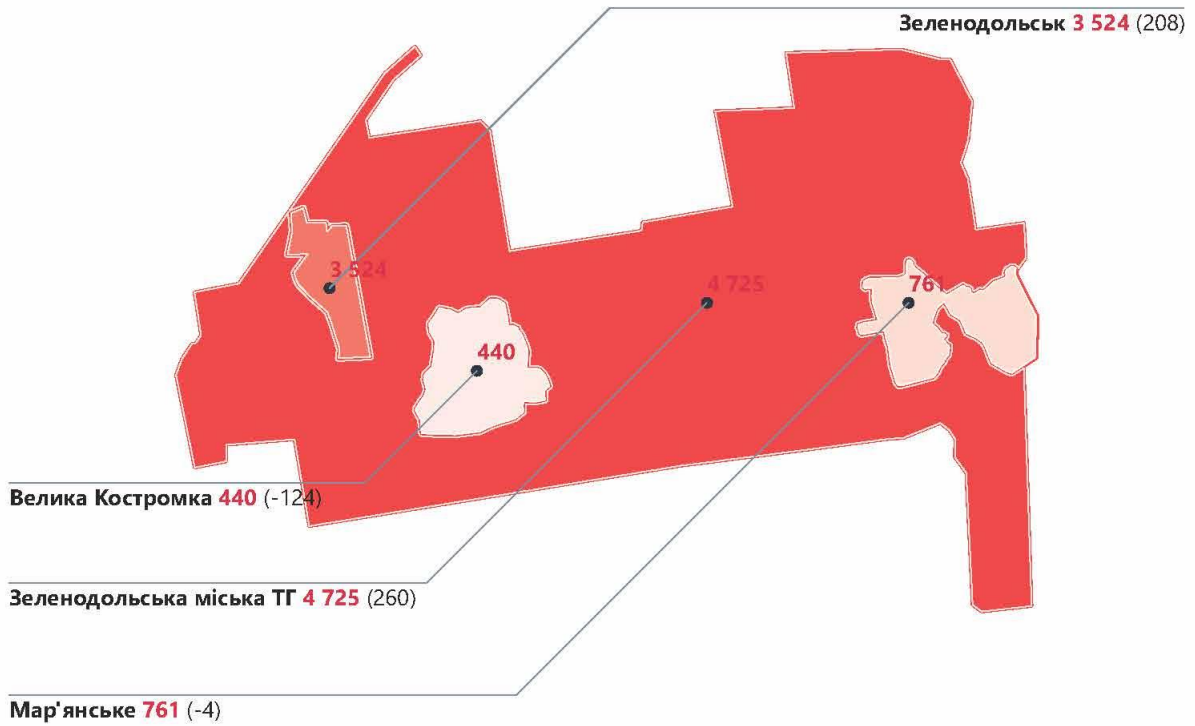 Зеленодольськ 3 524 (208)
3 524
4 725
761
440
Велика Костромка 440 (-124)
Зеленодольська міська ТГ 4 725 (260)
Мар'янське 761 (-4)